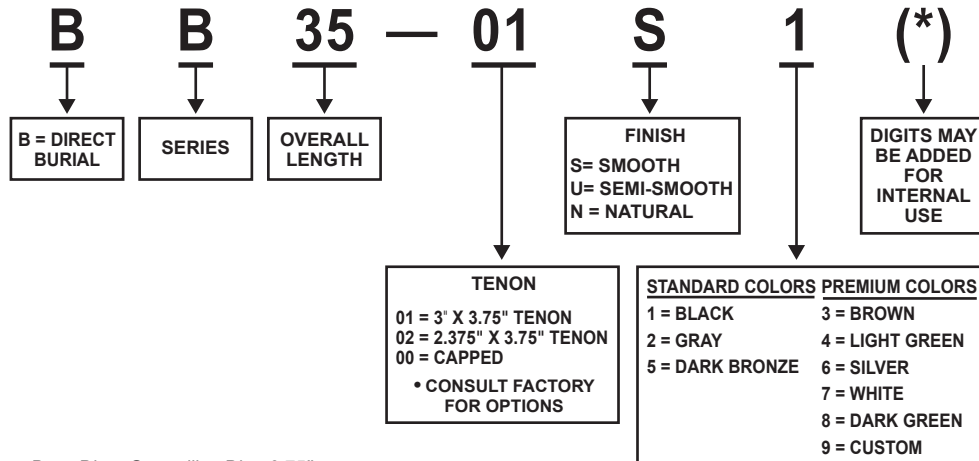 B B 35 — 01 S 1 (*)
B = DIRECT
BURIAL
SERIES
OVERALL
LENGTH
FINISH
S= SMOOTH
U= SEMI-SMOOTH
N = NATURAL
DIGITS MAY
BE ADDED
FOR
INTERNAL
USE
TENON
01 = 3" X 3.75" TENON
02 = 2.375" X 3.75" TENON
00 = CAPPED
• CONSULT FACTORY
FOR OPTIONS
STANDARD COLORS
1 = BLACK
2 = GRAY
5 = DARK BRONZE
PREMIUM COLORS
3 = BROWN
4 = LIGHT GREEN
6 = SILVER
7 = WHITE
8 = DARK GREEN
9 = CUSTOM